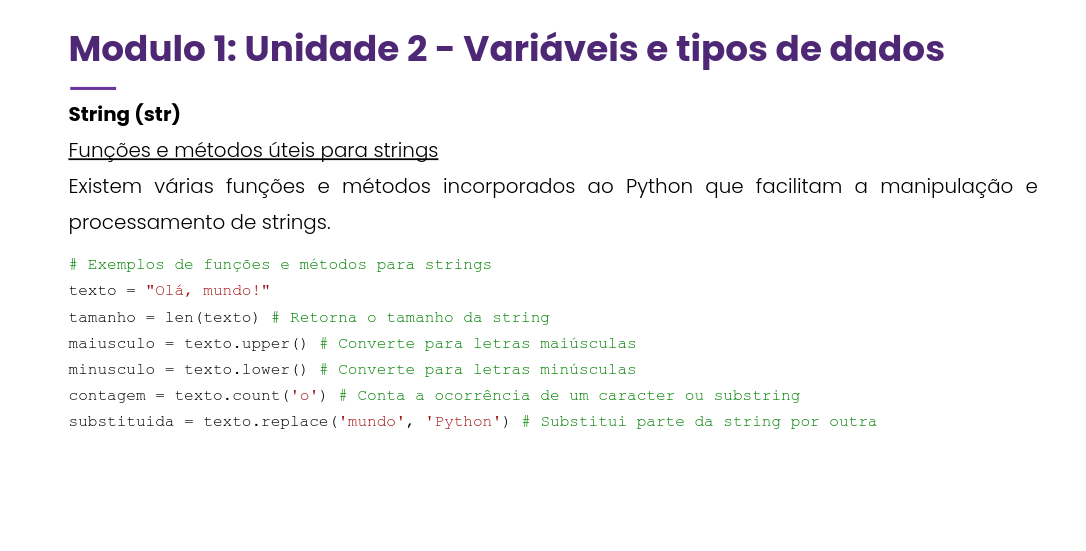 Modulo 1: Unidade 2 - Variáveis e tipos de dados
String (str)
Funções e métodos úteis para strings
Existem várias funções e métodos incorporados ao Python que facilitam a manipulação e
processamento de strings.
# Exemplos de funções e métodos para strings
texto = "Olá, mundo!"
tamanho = len(texto) # Retorna o tamanho da string
maiusculo = texto.upper() # Converte para letras maiúsculas
minusculo = texto.lower() # Converte para letras minúsculas
contagem = texto.count('o') # Conta a ocorrência de um caracter ou substring
substituida = texto.replace('mundo', 'Python') # Substitui parte da string por outra